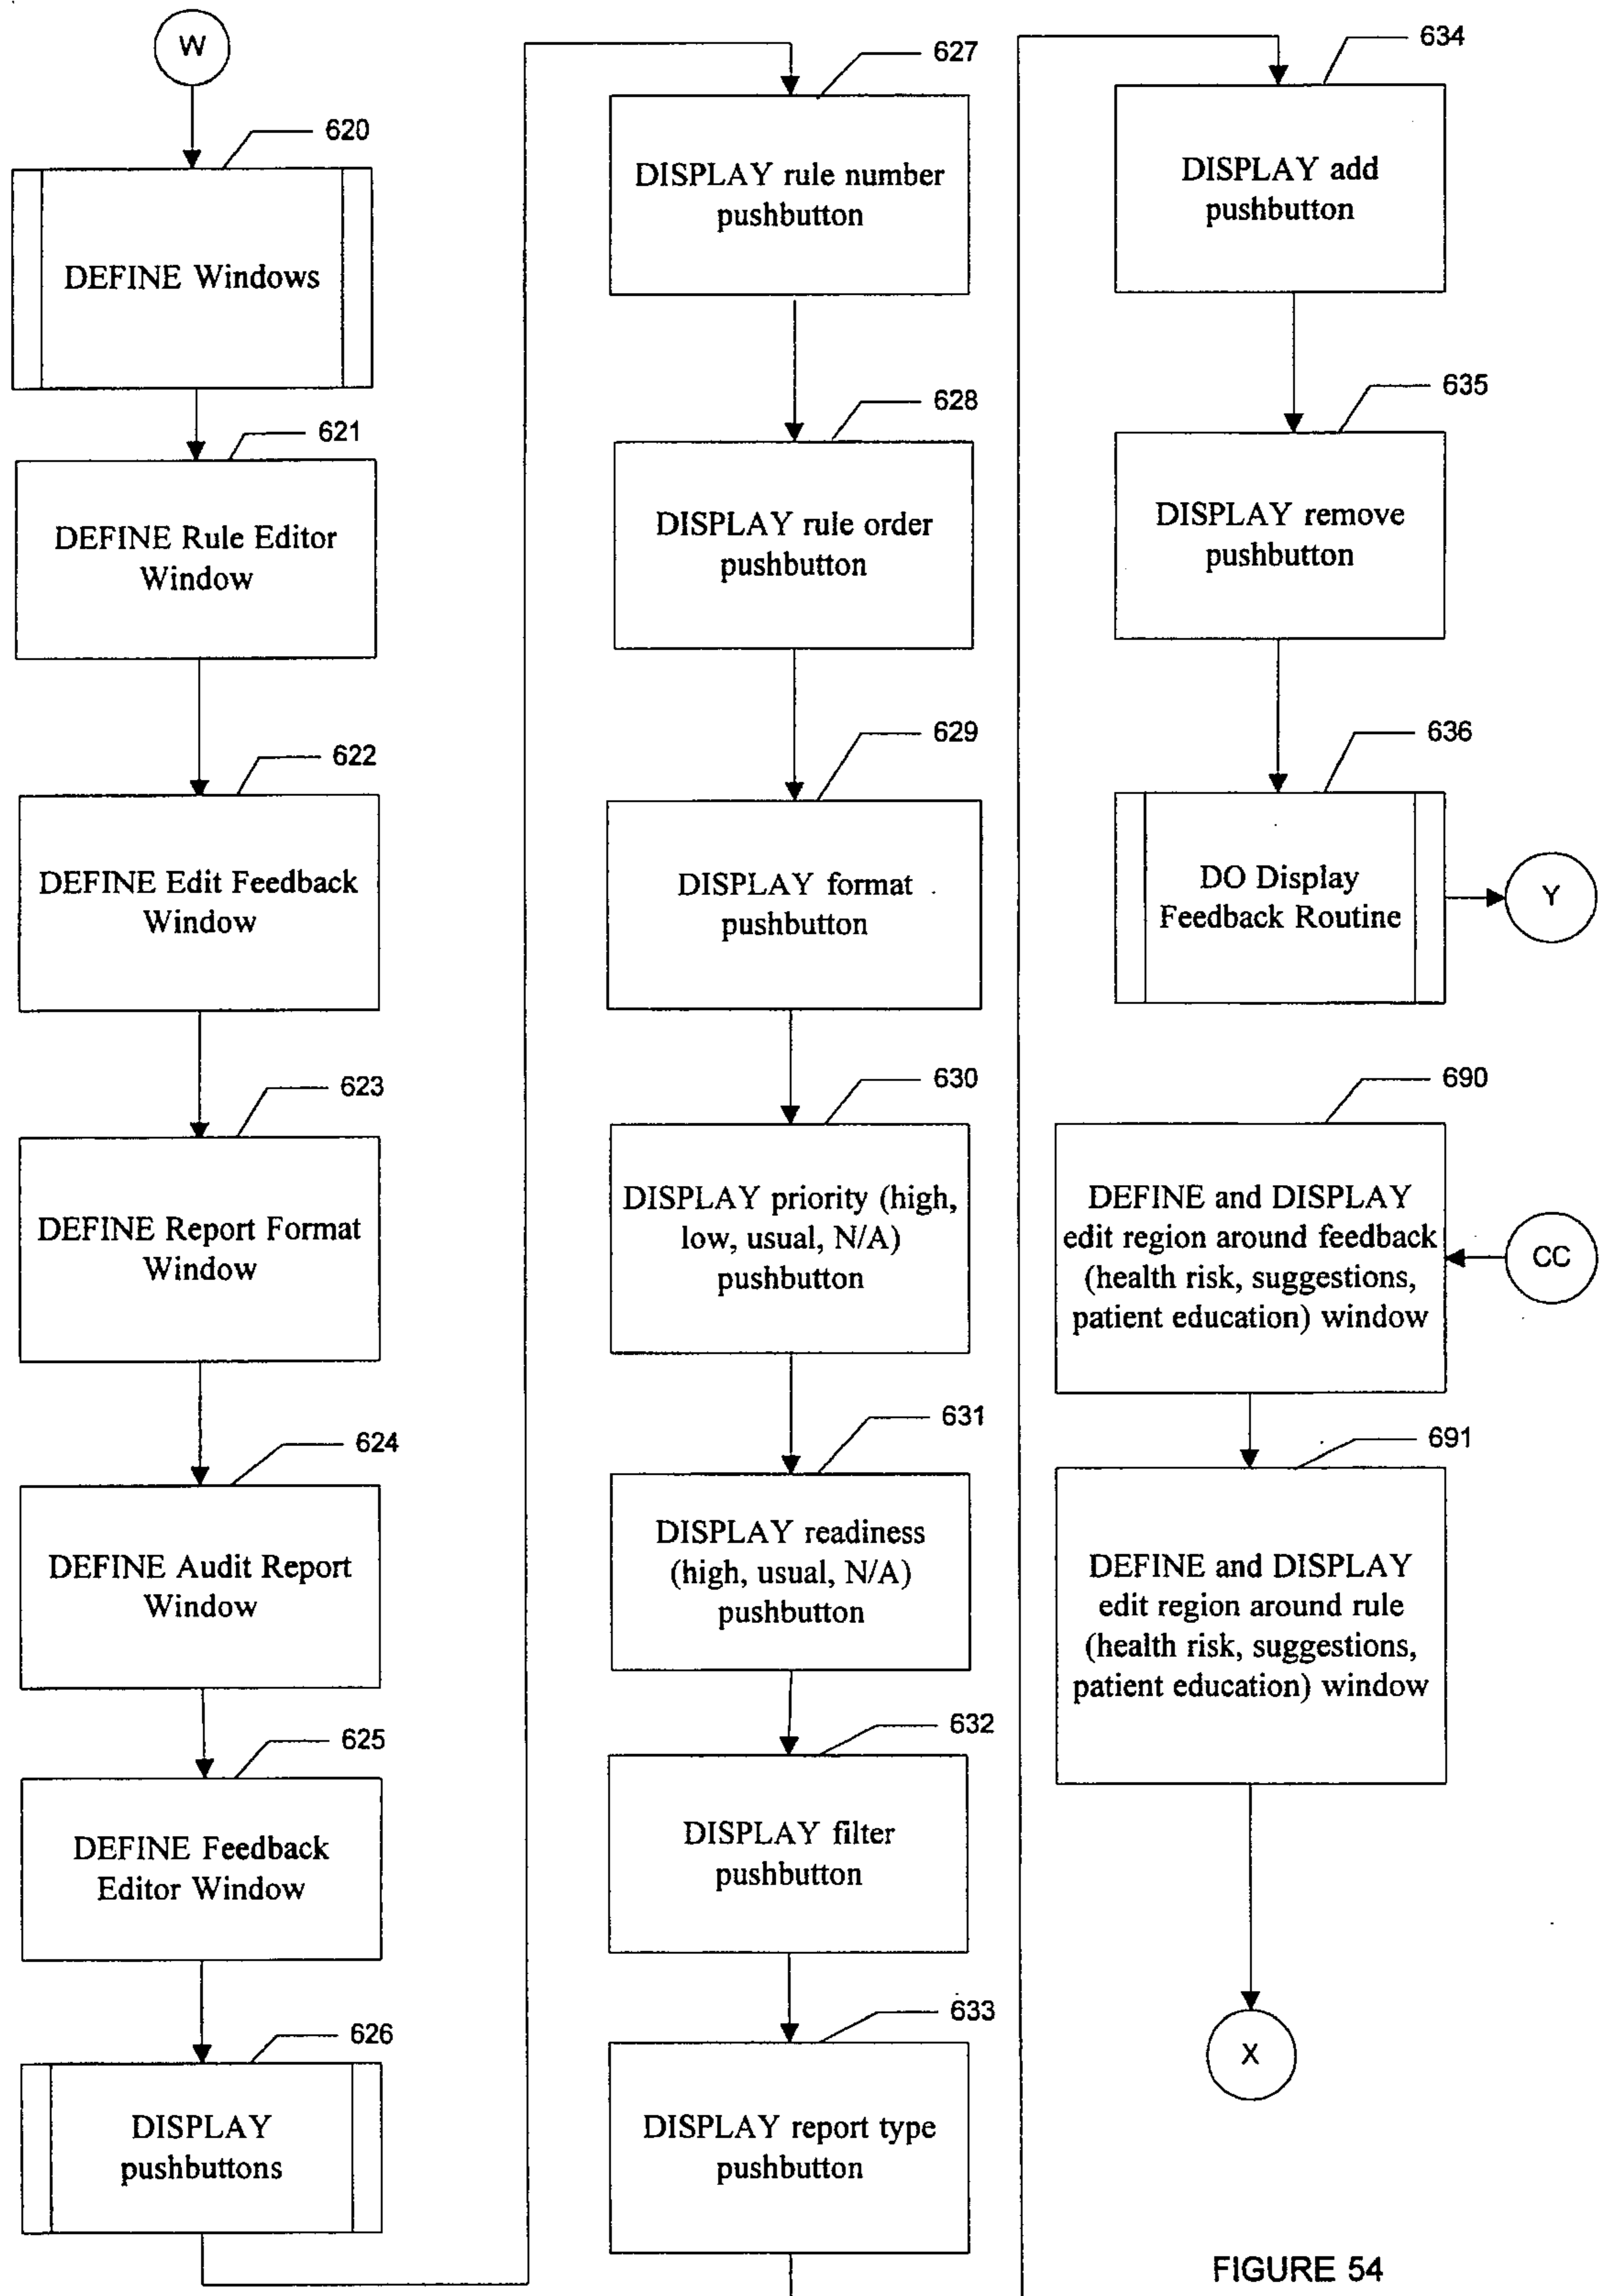 W
620
DEFINE Windows
621
DEFINE Rule Editor
Window
622
DEFINE Edit Feedback
Window
623
DEFINE Report Format
Window
624
DEFINE Audit Report
Window
625
DEFINE Feedback
Editor Window
626
DISPLAY
pushbuttons
627
DISPLAY rule number
pushbutton
628
DISPLAY rule order
pushbutton
629
DISPLAY format
pushbutton
630
DISPLAY priority (high,
low, usual, N/A)
pushbutton
631
DISPLAY readiness
(high, usual, N/A)
pushbutton
632
DISPLAY filter
pushbutton
633
DISPLAY report type
pushbutton
634
DISPLAY add
pushbutton
635
DISPLAY remove
pushbutton
636
DO Display
Feedback Routine
Y
690
DEFINE and DISPLAY
edit region around feedback
(health risk, suggestions,
patient education) window
CC
691
DEFINE and DISPLAY
edit region around rule
(health risk, suggestions,
patient education) window
X
FIGURE 54